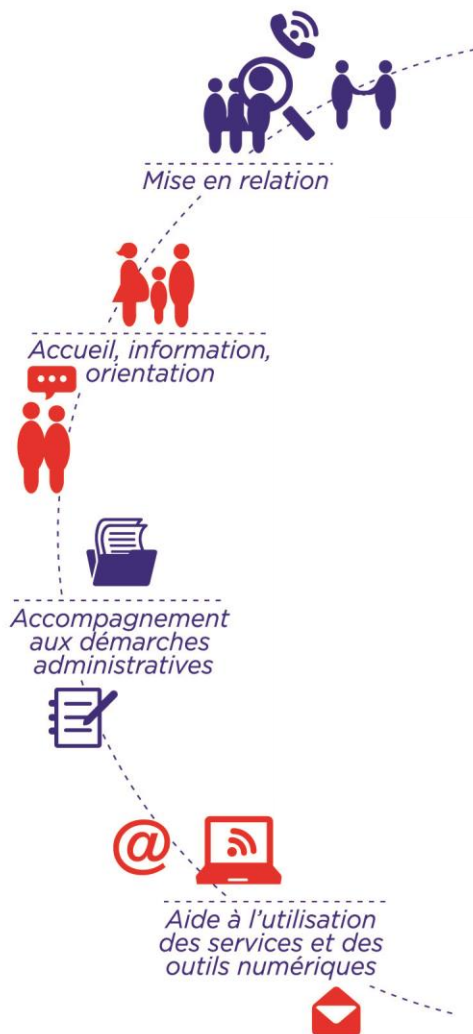 Mise en relation
Accueil, information,
orientation
Accompagnement
aux démarches
administratives
@
Aide à l'utilisation
des services et des
outils numériques